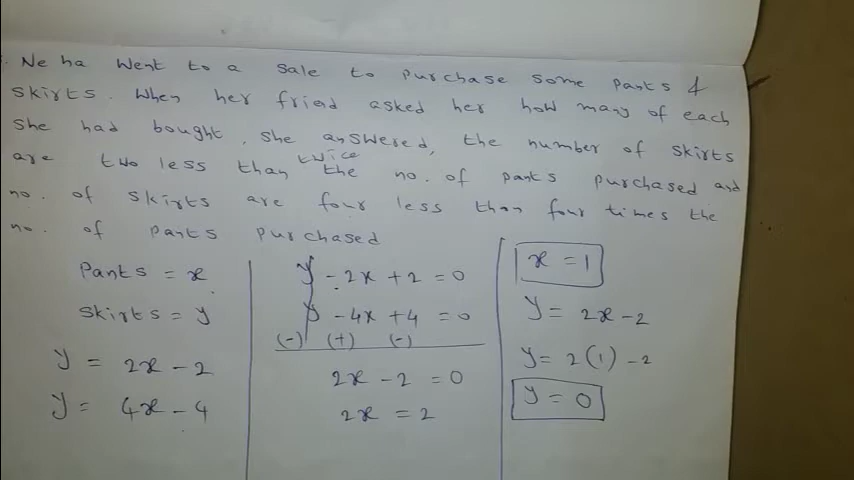 . Neha went to a sale to purchase some pants &
skirts. When her friend asked her how many of each
she had bought, she answered, the number of skirts
are two less than twice the no. of pants purchased and
no. of skirts are four less than four times the
no. of pants purchased
Pants = x
Skirts = y
y = 2x - 2
y = 4x - 4
y - 2x + 2 = 0
y - 4x + 4 = 0
(-) (+) (-)
2x - 2 = 0
2x = 2
x = 1
y = 2x - 2
y = 2(1) - 2
y = 0